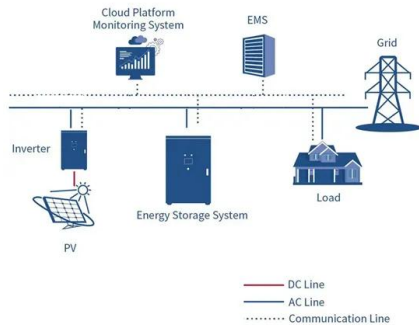 Cloud Platform
Monitoring System
EMS
Grid
Inverter
Energy Storage System
Load
PV
DC Line
AC Line
Communication Line